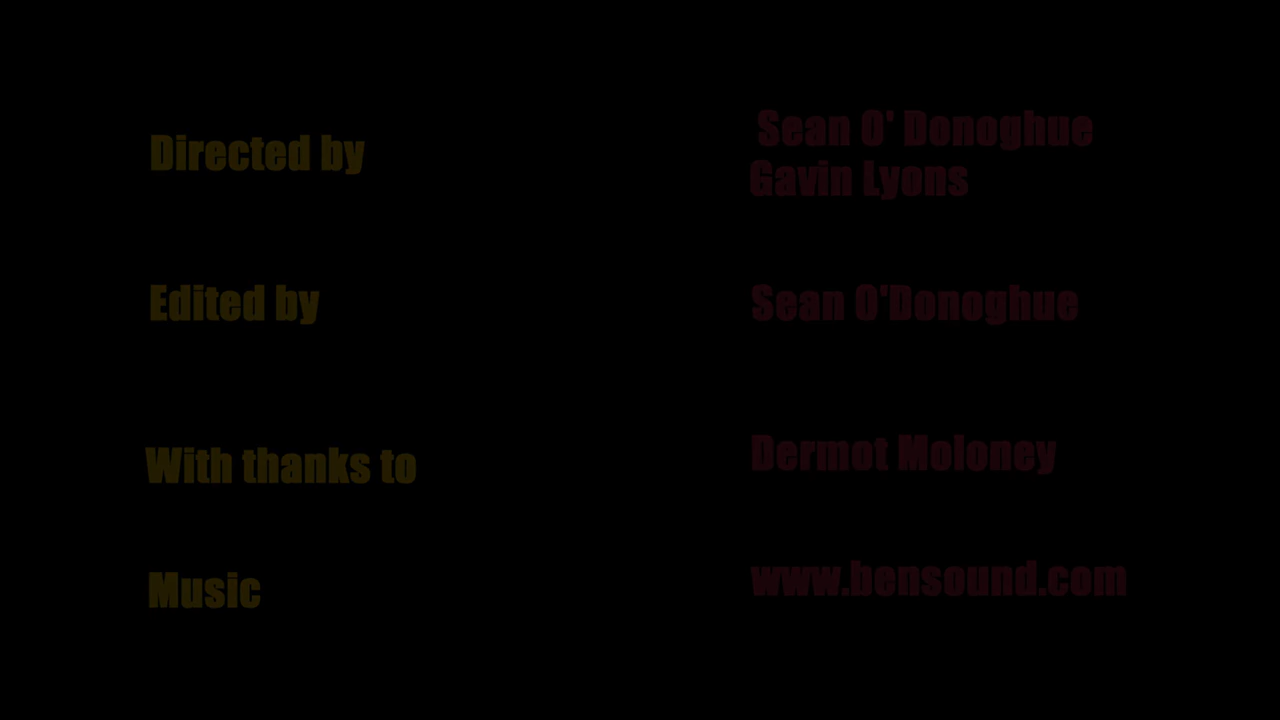 Directed by
Sean O' Donoghue
Gavin Lyons
Edited by
Sean O'Donoghue
With thanks to
Dermot Moloney
Music
www.bensound.com